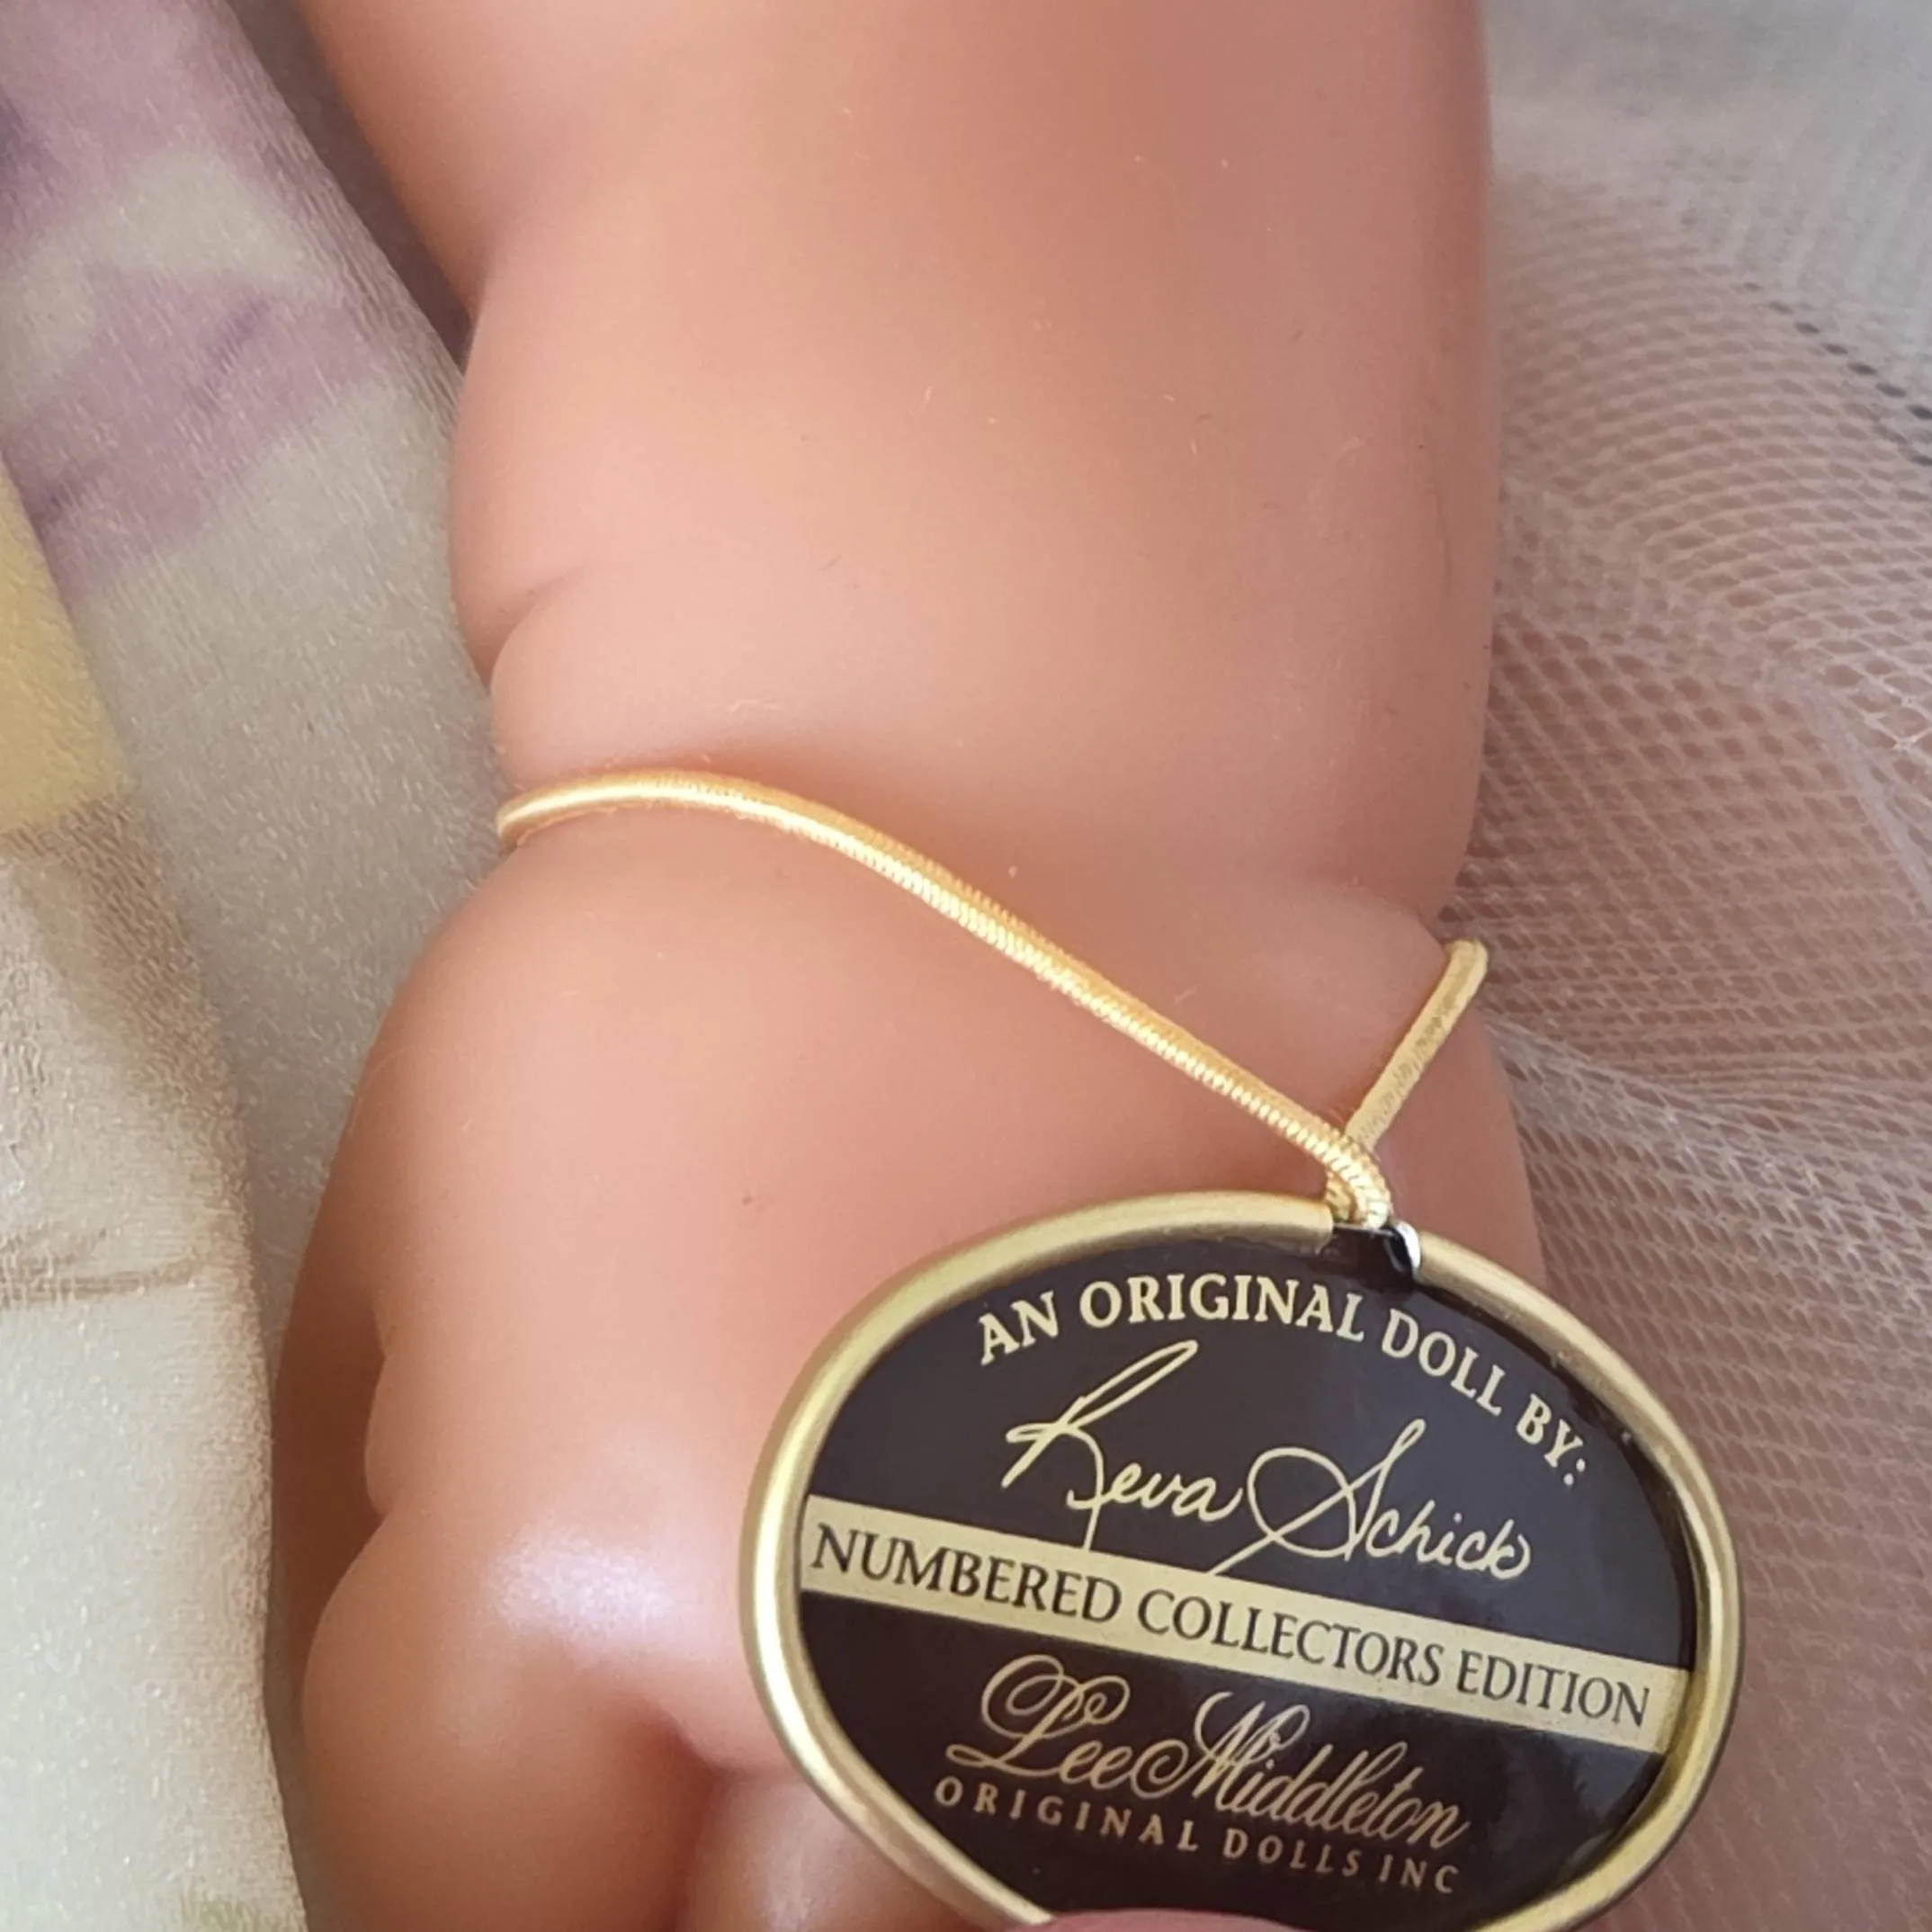 AN ORIGINAL DOLL BY:
Reva Schick
NUMBERED COLLECTORS EDITION
Lee Middleton
ORIGINAL DOLLS INC